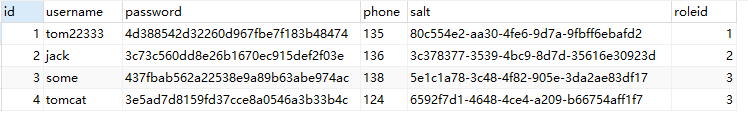 id username password phone salt roleid
1 tom22333 4d388542d32260d967fbe7f183b48474 135 80c554e2-aa30-4fe6-9d7a-9fbff6ebafd2 1
2 jack 3c73c560dd8e26b1670ec915def2f03e 136 3c378377-3539-4bc9-8d7d-35616e30923d 2
3 some 437fbab562a22538e9a89b63abe974ac 138 5e1c1a78-3c48-4f82-905e-3da2ae83df17 3
4 tomcat 3e5ad7d8159fd37cce8a0546a3b33b4c 124 6592f7d1-4648-4ce4-a209-b66754aff1f7 3